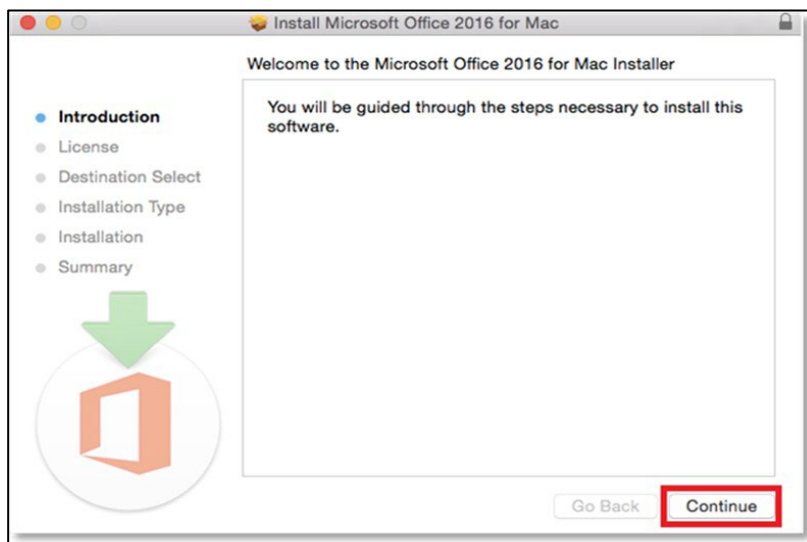 Install Microsoft Office 2016 for Mac
Welcome to the Microsoft Office 2016 for Mac Installer
Introduction
License
Destination Select
Installation Type
Installation
Summary
You will be guided through the steps necessary to install this
software.
Go Back
Continue